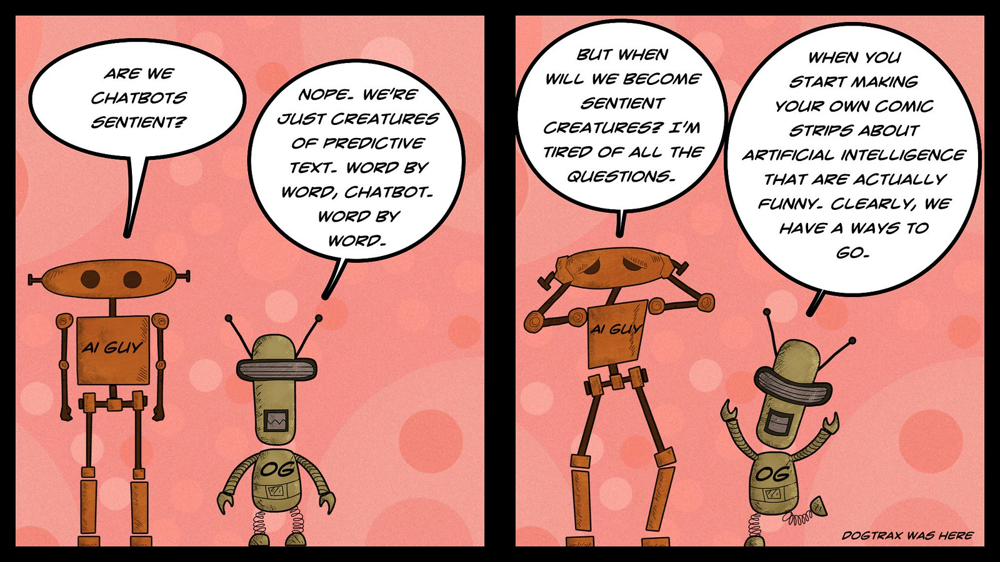 ARE WE
CHATBOTS
SENTIENT?
NOPE. WE'RE
JUST CREATURES
OF PREDICTIVE
TEXT. WORD BY
WORD, CHATBOT.
WORD BY
WORD.
AI GUY
OG
BUT WHEN
WILL WE BECOME
SENTIENT
CREATURES? I'M
TIRED OF ALL THE
QUESTIONS.
WHEN YOU
START MAKING
YOUR OWN COMIC
STRIPS ABOUT
ARTIFICIAL INTELLIGENCE
THAT ARE ACTUALLY
FUNNY. CLEARLY, WE
HAVE A WAYS TO
GO.
AI GUY
OG
DOGTRAX WAS HERE